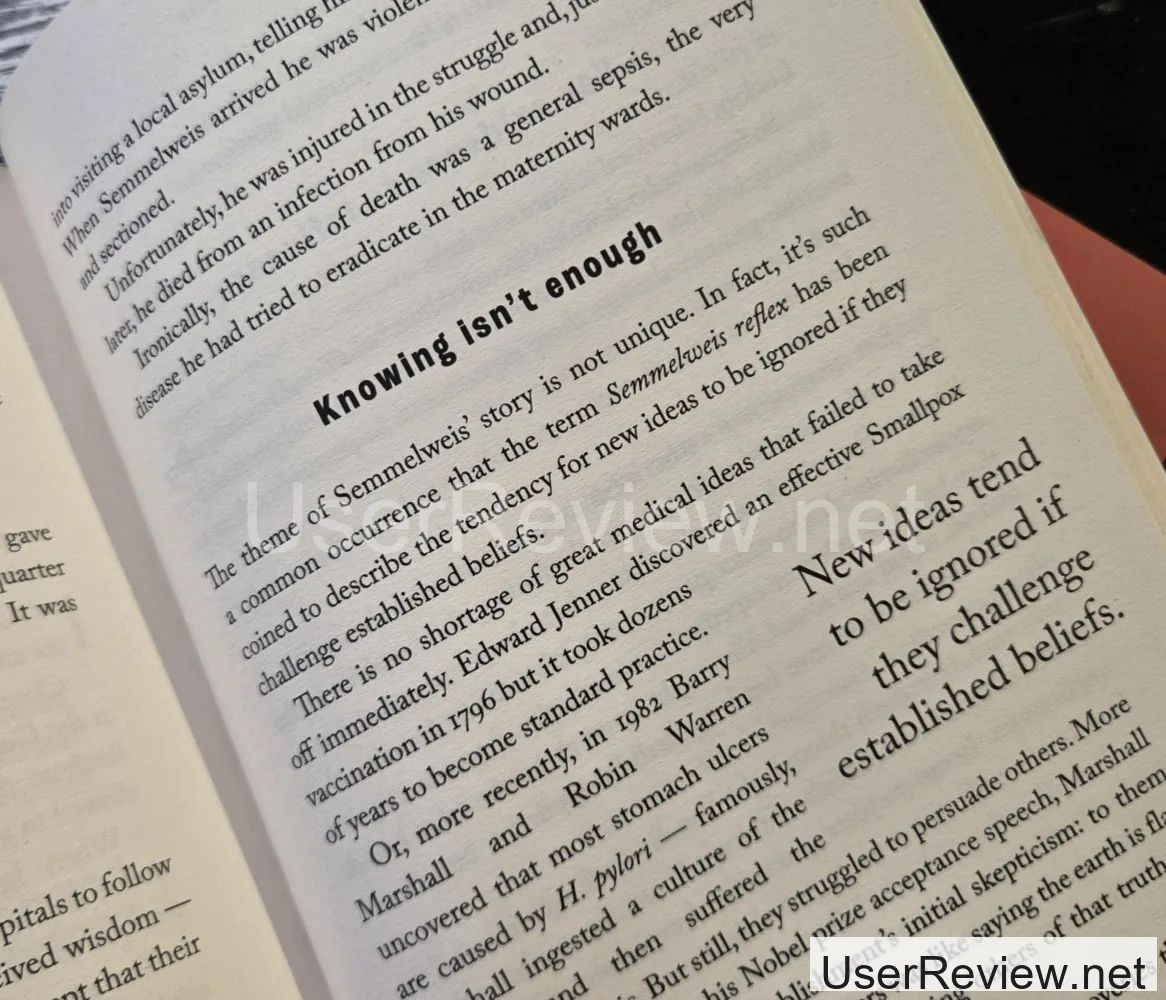 gave
It was
pitals to follow
wisdom —
that their
into visiting a local asylum, telling
When Semmelweis arrived he was
and sectioned.
Unfortunately, he was injured in the struggle and,
later, he died from an infection from his wound.
Ironically, the cause of death was a general sepsis, the very
disease he had tried to eradicate in the maternity wards.
Knowing isn't enough
The theme of Semmelweis' story is not unique. In fact, it's such
a common occurrence that the term Semmelweis reflex has been
coined to describe the tendency for new ideas to be ignored if they
challenge established beliefs.
There is no shortage of great medical ideas that failed to take
off immediately. Edward Jenner discovered an effective Smallpox
vaccination in 1796 but it took dozens
of years to become standard practice.
Or, more recently, in 1982 Barry
Marshall and Robin Warren
uncovered that most stomach ulcers
are caused by H. pylori — famously,
ingested a culture of the
and then suffered the
New ideas tend
to be ignored if
they challenge
established beliefs.
But still, they struggled to persuade others. More
his Nobel prize acceptance speech, Marshall
initial skepticism: to them
like saying the earth is
of that truth
UserReview.net
UserReview.net